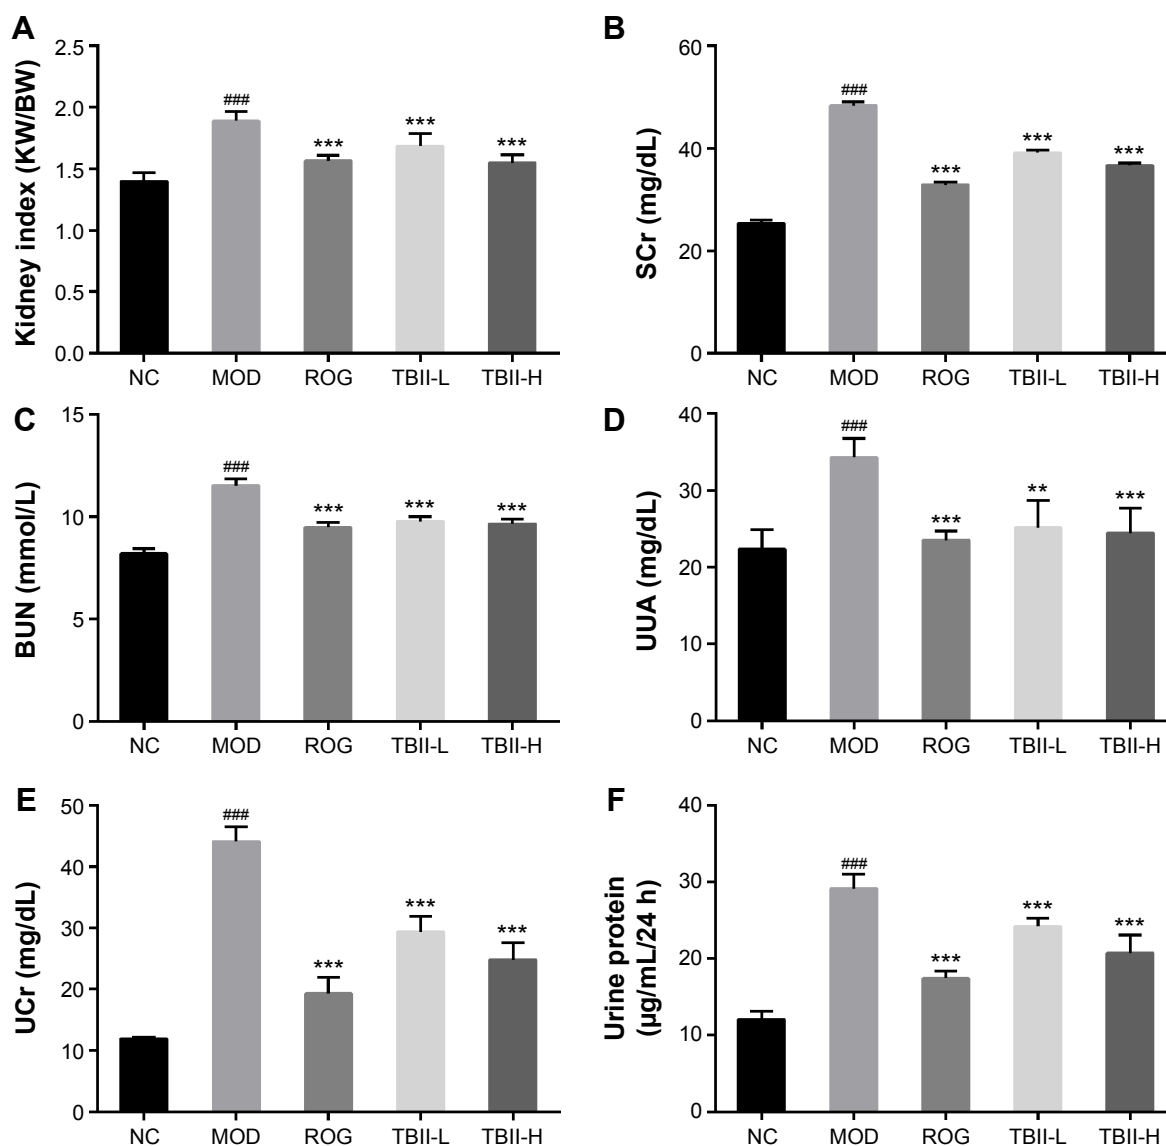 A
Kidney index (KW/BW)
2.5
2.0
1.5
1.0
0.5
0.0
###
***
***
***
NC MOD ROG TBII-L TBII-H
B
SCr (mg/dL)
60
40
20
0
###
***
***
***
NC MOD ROG TBII-L TBII-H
C
BUN (mmol/L)
15
10
5
0
###
***
***
***
NC MOD ROG TBII-L TBII-H
D
UUA (mg/dL)
40
30
20
10
0
###
***
**
***
NC MOD ROG TBII-L TBII-H
E
UCr (mg/dL)
50
40
30
20
10
0
###
***
***
***
NC MOD ROG TBII-L TBII-H
F
Urine protein
(µg/mL/24 h)
40
30
20
10
0
###
***
***
***
NC MOD ROG TBII-L TBII-H